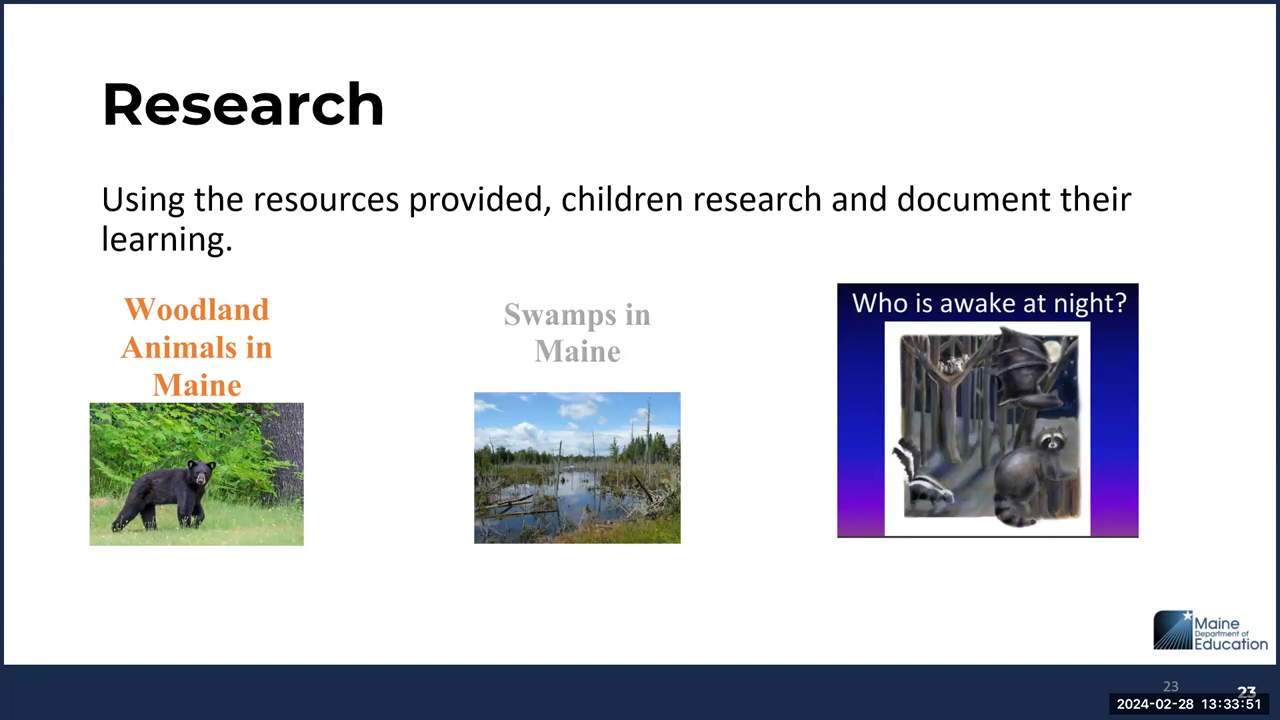 Research
Using the resources provided, children research and document their
learning.
Woodland
Animals in
Maine
Swamps in
Maine
Who is awake at night?
Maine
Department of
Education
23
23
2024-02-28 13:33:51